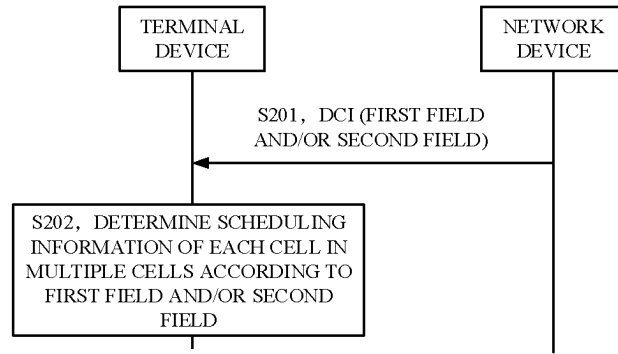 TERMINAL
DEVICE
NETWORK
DEVICE
S201, DCI (FIRST FIELD
AND/OR SECOND FIELD)
S202, DETERMINE SCHEDULING
INFORMATION OF EACH CELL IN
MULTIPLE CELLS ACCORDING TO
FIRST FIELD AND/OR SECOND
FIELD